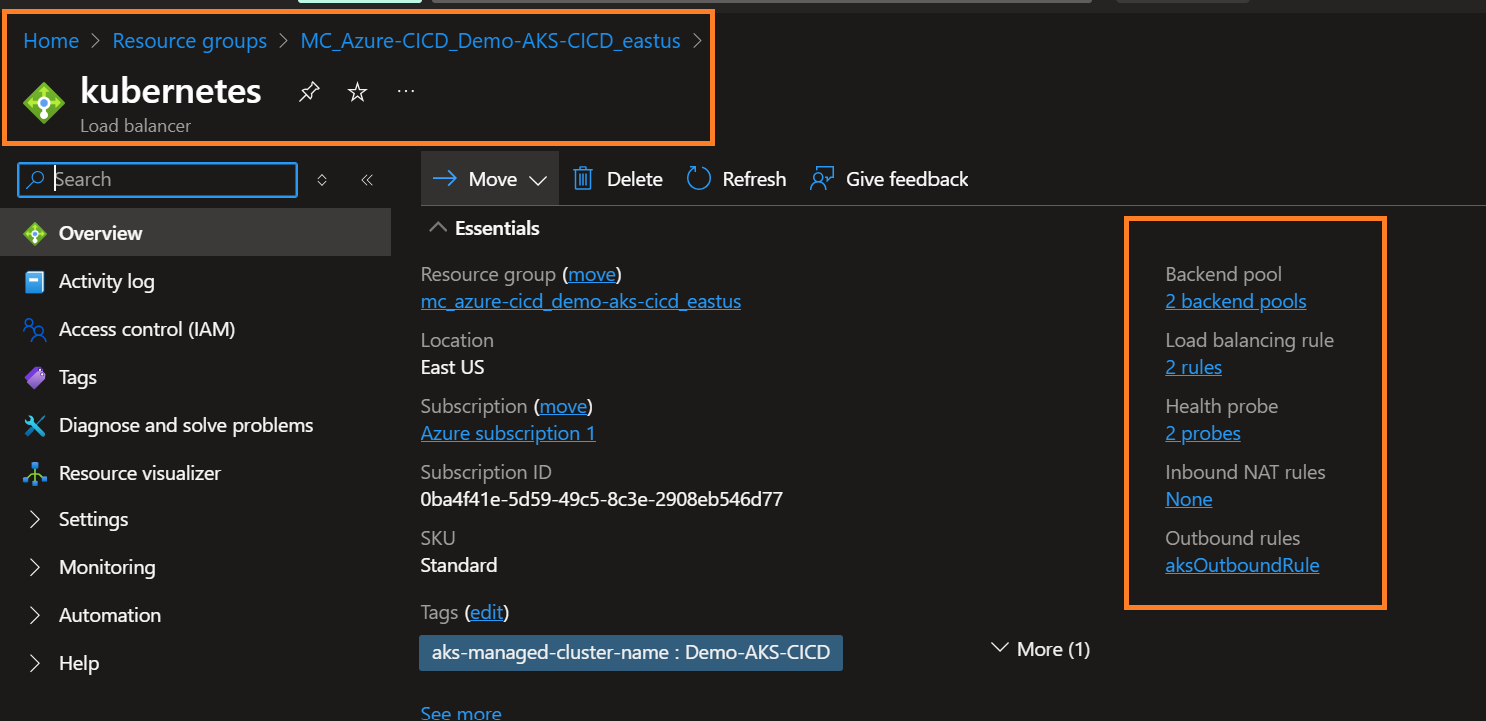 Home > Resource groups > MC_Azure-CICD_Demo-AKS-CICD_eastus >
kubernetes
Load balancer
Search
Overview
Activity log
Access control (IAM)
Tags
Diagnose and solve problems
Resource visualizer
Settings
Monitoring
Automation
Help
Move
Delete
Refresh
Give feedback
Essentials
Resource group (move)
mc_azure-cicd_demo-aks-cicd_eastus
Location
East US
Subscription (move)
Azure subscription 1
Subscription ID
0ba4f41e-5d59-49c5-8c3e-2908eb546d77
SKU
Standard
Tags (edit)
aks-managed-cluster-name : Demo-AKS-CICD
More (1)
See more
Backend pool
2 backend pools
Load balancing rule
2 rules
Health probe
2 probes
Inbound NAT rules
None
Outbound rules
aksOutboundRule